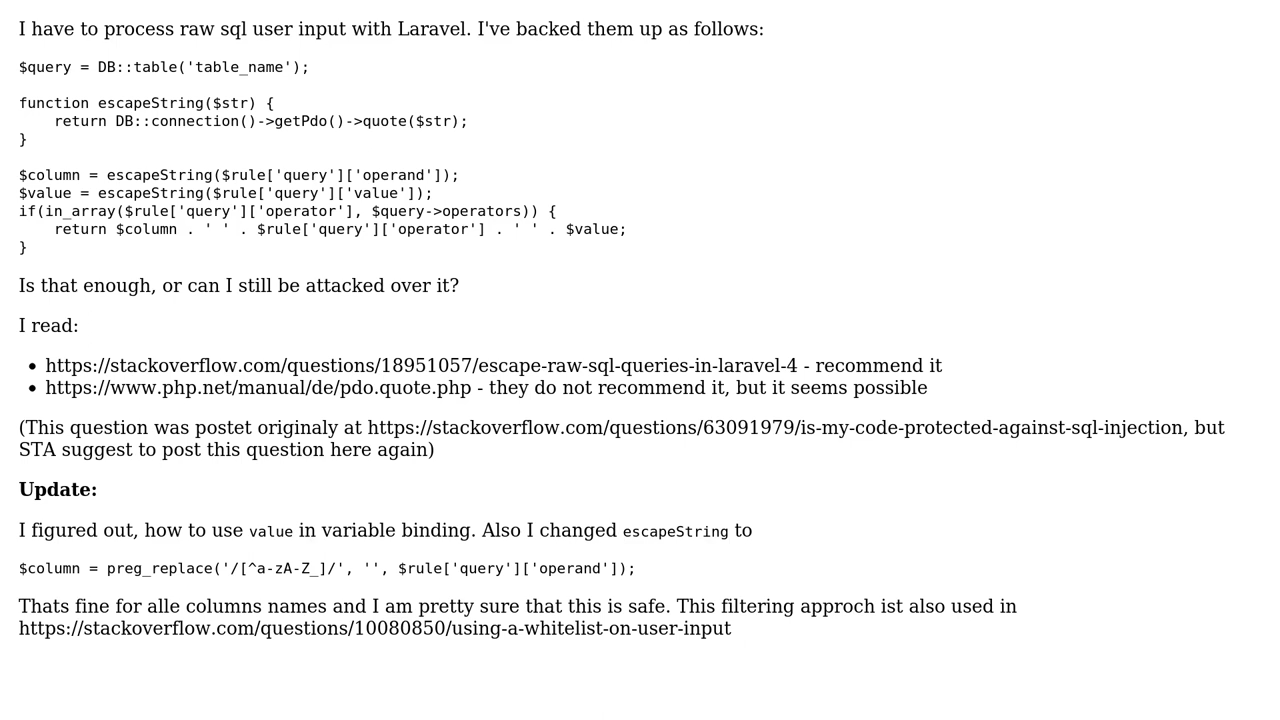 I have to process raw sql user input with Laravel. I've backed them up as follows:
$query = DB::table('table_name');
function escapeString($str) {
    return DB::connection()->getPdo()->quote($str);
}
$column = escapeString($rule['query']['operand']);
$value = escapeString($rule['query']['value']);
if(in_array($rule['query']['operator'], $query->operators)) {
    return $column . ' ' . $rule['query']['operator'] . ' ' . $value;
}
Is that enough, or can I still be attacked over it?
I read:
• https://stackoverflow.com/questions/18951057/escape-raw-sql-queries-in-laravel-4 - recommend it
• https://www.php.net/manual/de/pdo.quote.php - they do not recommend it, but it seems possible
(This question was postet originaly at https://stackoverflow.com/questions/63091979/is-my-code-protected-against-sql-injection, but
STA suggest to post this question here again)
Update:
I figured out, how to use value in variable binding. Also I changed escapeString to
$column = preg_replace('/[^a-zA-Z_]/', '', $rule['query']['operand']);
Thats fine for alle columns names and I am pretty sure that this is safe. This filtering approch ist also used in
https://stackoverflow.com/questions/10080850/using-a-whitelist-on-user-input